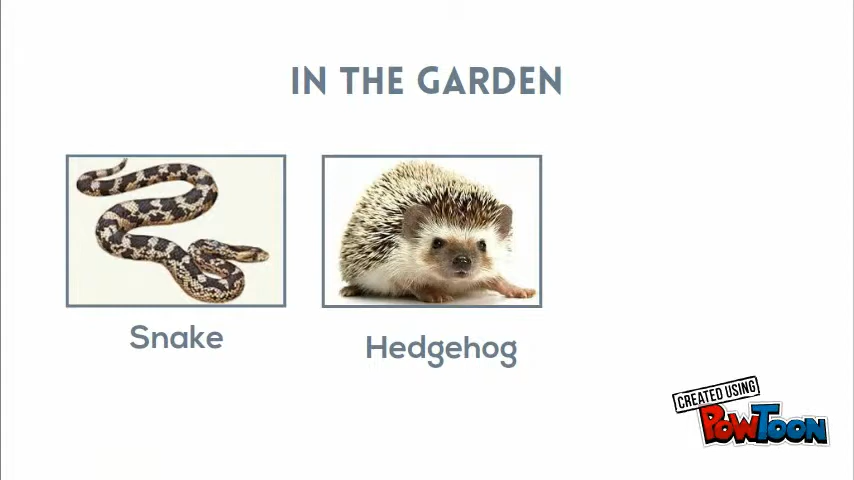 IN THE GARDEN
Snake
Hedgehog
CREATED USING
POWTOON